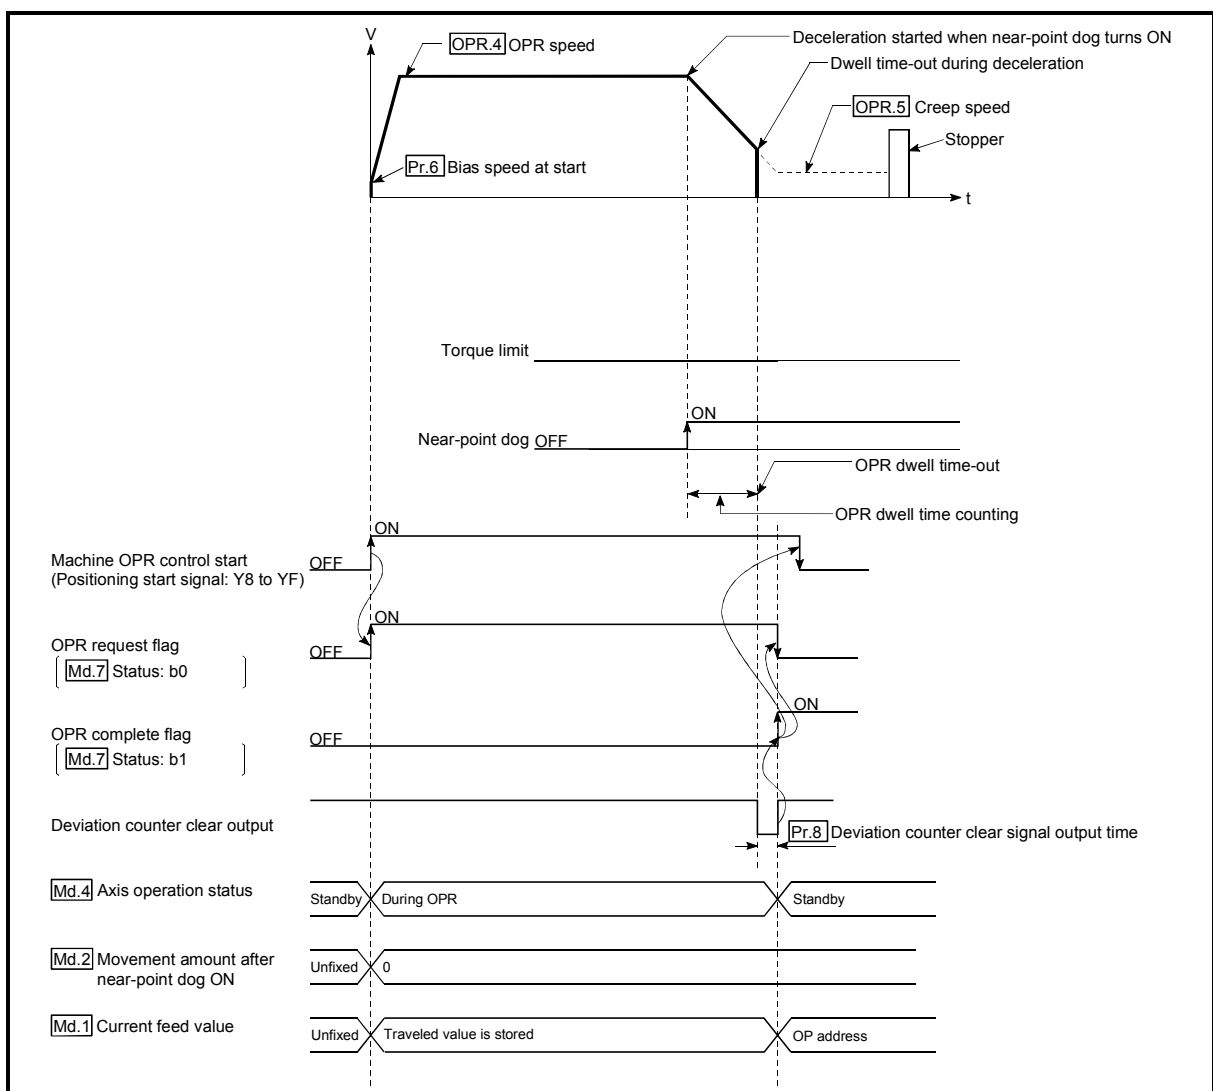 V
OPR.4 OPR speed
Deceleration started when near-point dog turns ON
Dwell time-out during deceleration
OPR.5 Creep speed
Stopper
Pr.6 Bias speed at start
t
Torque limit
ON
Near-point dog OFF
OPR dwell time-out
OPR dwell time counting
ON
Machine OPR control start
(Positioning start signal: Y8 to YF)
OFF
ON
OPR request flag
OFF
Md.7 Status: b0
ON
OPR complete flag
OFF
Md.7 Status: b1
Deviation counter clear output
Pr.8 Deviation counter clear signal output time
Md.4 Axis operation status
Standby
During OPR
Standby
Md.2 Movement amount after
near-point dog ON
Unfixed
0
Md.1 Current feed value
Unfixed
Traveled value is stored
OP address